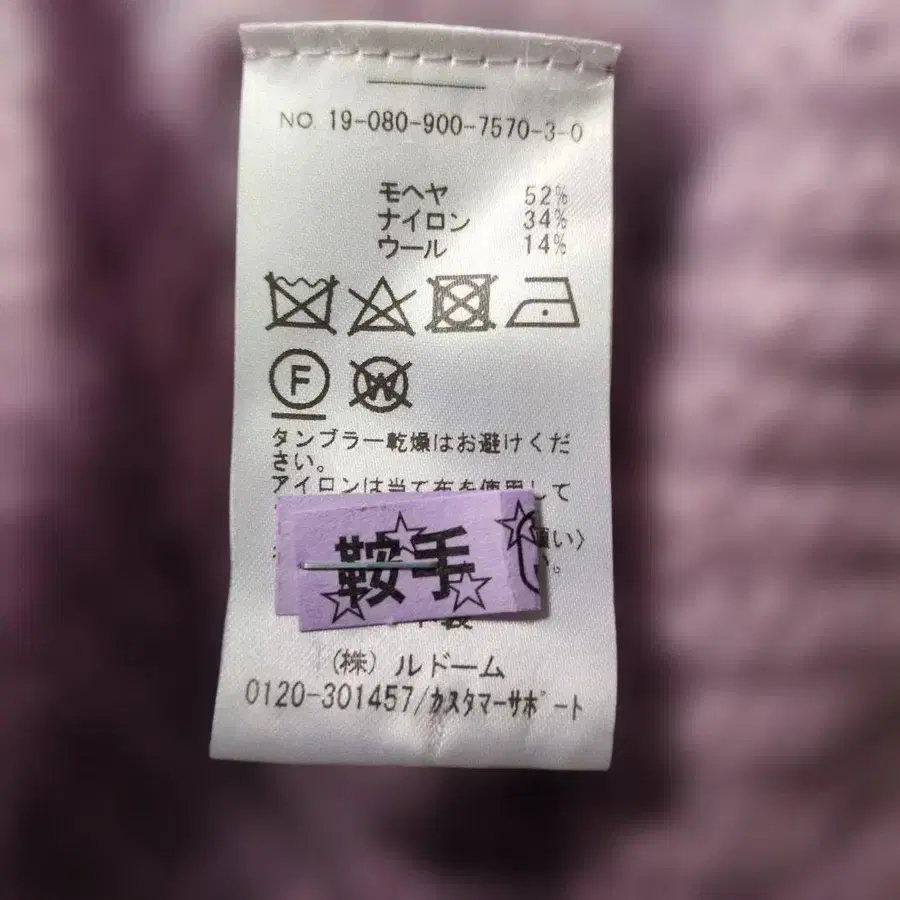 NO. 19-080-900-7570-3-0
モヘヤ 52%
ナイロン 34%
ウール 14%
F
W
タンブラー乾燥はお避けくだ
さい。
アイロンは当て布を使用して
鞍手
(株) ルドーム
0120-301457/カスタマーサポート